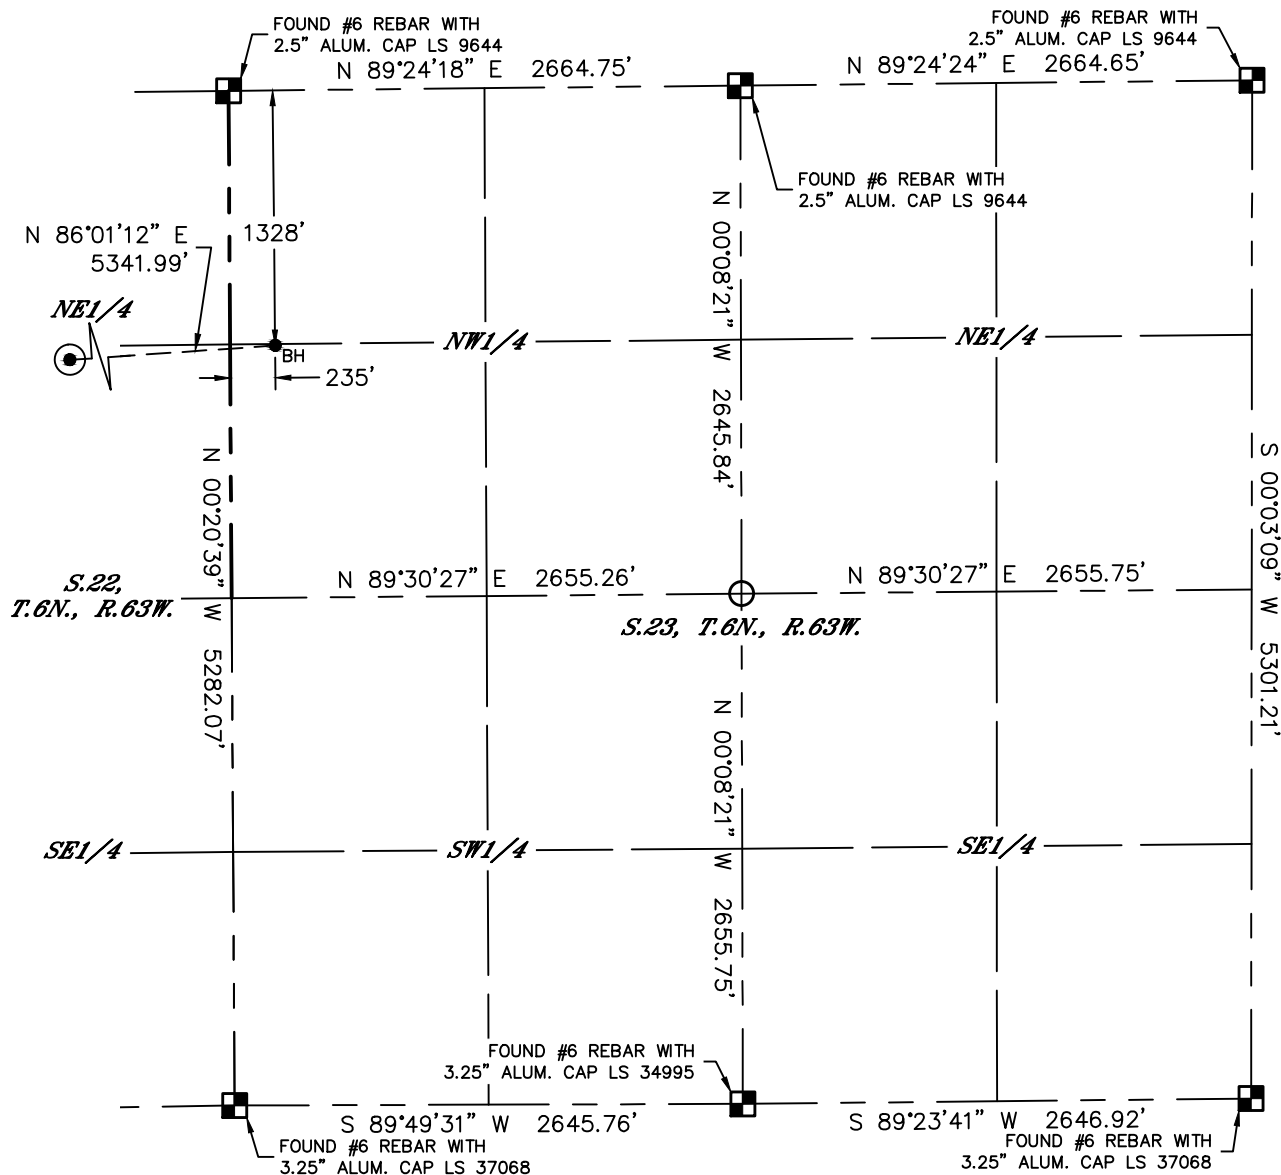 FOUND #6 REBAR WITH
2.5" ALUM. CAP LS 9644
FOUND #6 REBAR WITH
2.5" ALUM. CAP LS 9644
N 89°24'18" E 2664.75'
N 89°24'24" E 2664.65'
FOUND #6 REBAR WITH
2.5" ALUM. CAP LS 9644
N 86°01'12" E
5341.99'
1328'
NE1/4
NW1/4
NE1/4
BH
235'
N 00°08'21" W 2645.84'
N 00°20'39" W 5282.07'
S 00°03'09" W 5301.21'
N 89°30'27" E 2655.26'
N 89°30'27" E 2655.75'
S.22,
T.6N., R.63W.
S.23, T.6N., R.63W.
N 00°08'21" W 2655.75'
SE1/4
SW1/4
SE1/4
FOUND #6 REBAR WITH
3.25" ALUM. CAP LS 34995
S 89°49'31" W 2645.76'
S 89°23'41" W 2646.92'
FOUND #6 REBAR WITH
3.25" ALUM. CAP LS 37068
FOUND #6 REBAR WITH
3.25" ALUM. CAP LS 37068